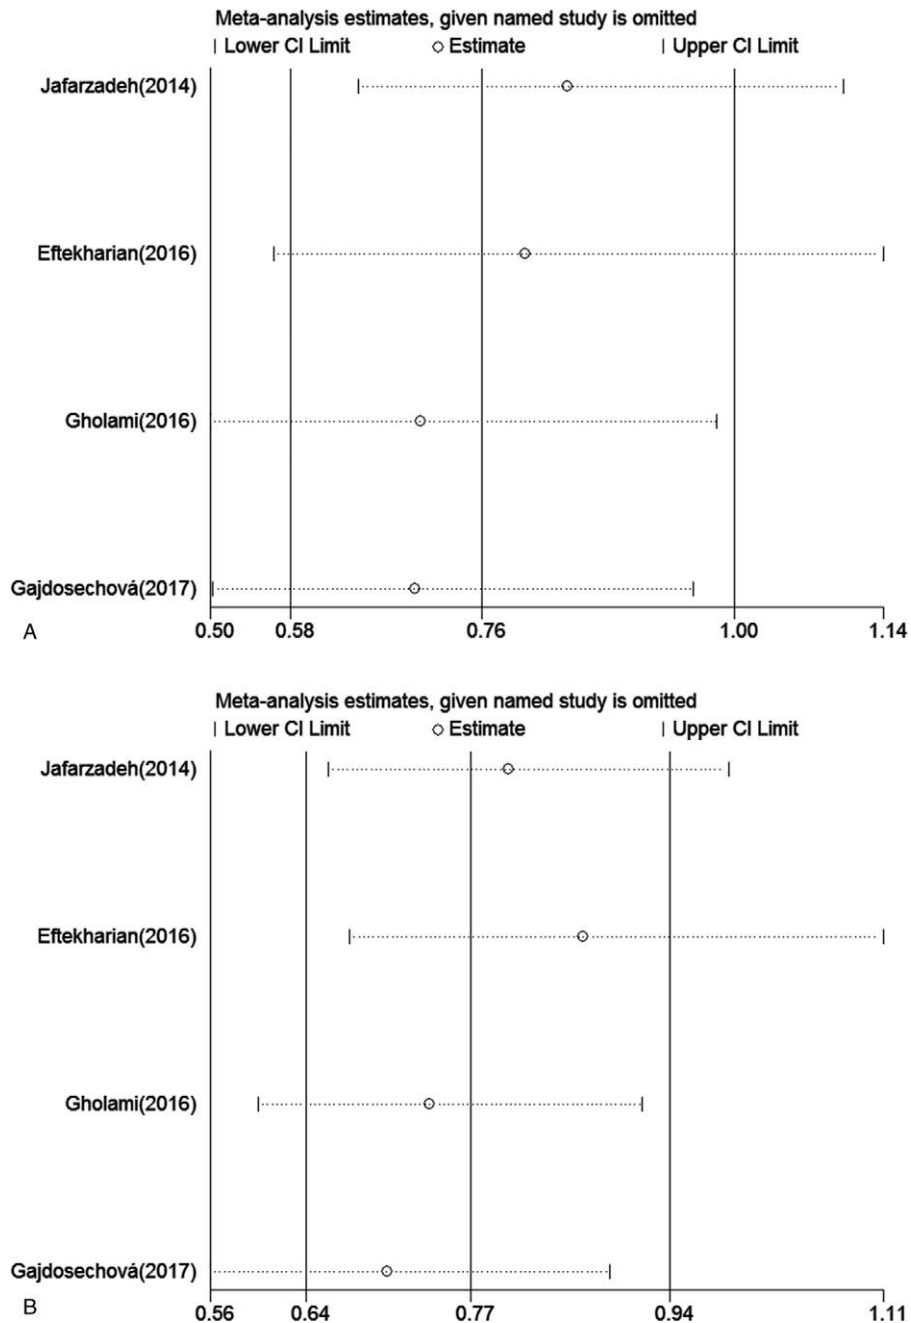 Meta-analysis estimates, given named study is omitted
| Lower CI Limit ○ Estimate | Upper CI Limit
Jafarzadeh(2014)
Eftekharian(2016)
Gholami(2016)
Gajdosechová(2017)
A
0.50 0.58 0.76 1.00 1.14
Meta-analysis estimates, given named study is omitted
| Lower CI Limit ○ Estimate | Upper CI Limit
Jafarzadeh(2014)
Eftekharian(2016)
Gholami(2016)
Gajdosechová(2017)
B
0.56 0.64 0.77 0.94 1.11